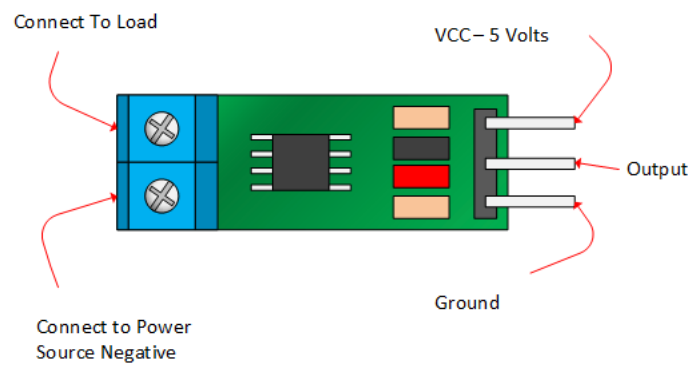 Connect To Load
VCC – 5 Volts
Output
Ground
Connect to Power
Source Negative